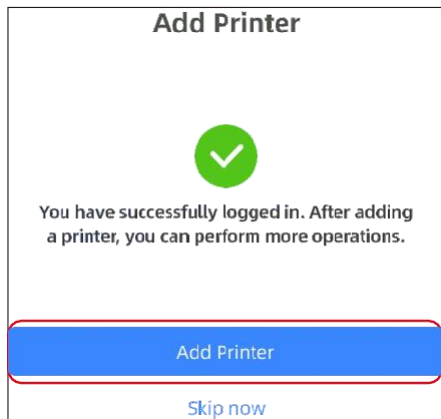 Add Printer
You have successfully logged in. After adding
a printer, you can perform more operations.
Add Printer
Skip now